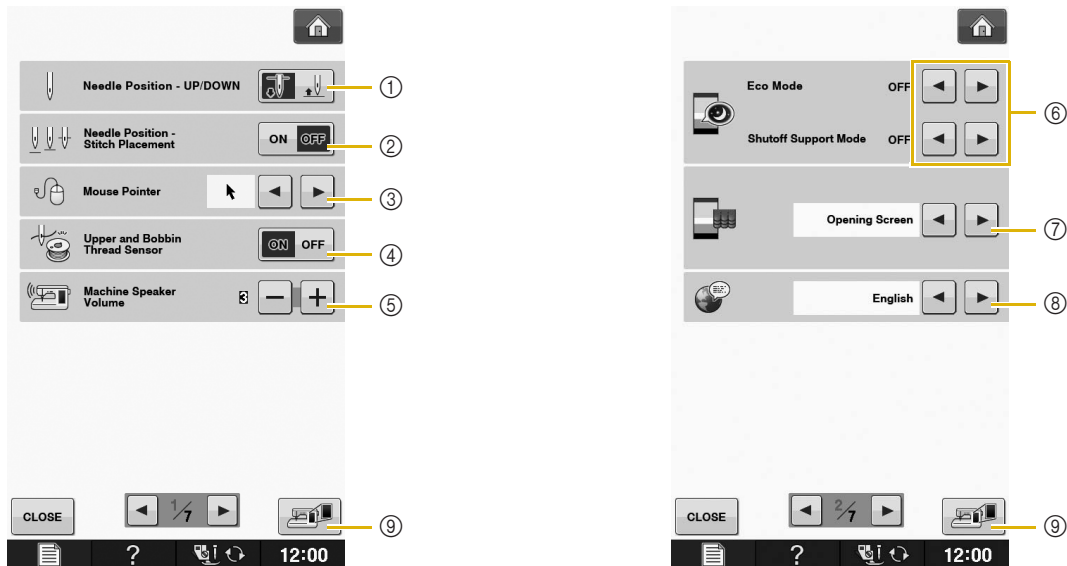 Needle Position - UP/DOWN
①
Needle Position -
Stitch Placement
ON OFF
②
Mouse Pointer
③
Upper and Bobbin
Thread Sensor
ON OFF
④
Machine Speaker
Volume
3
− +
⑤
CLOSE
1/7
⑨
?
12:00
Eco Mode
OFF
⑥
Shutoff Support Mode
OFF
Opening Screen
⑦
English
⑧
CLOSE
2/7
⑨
?
12:00